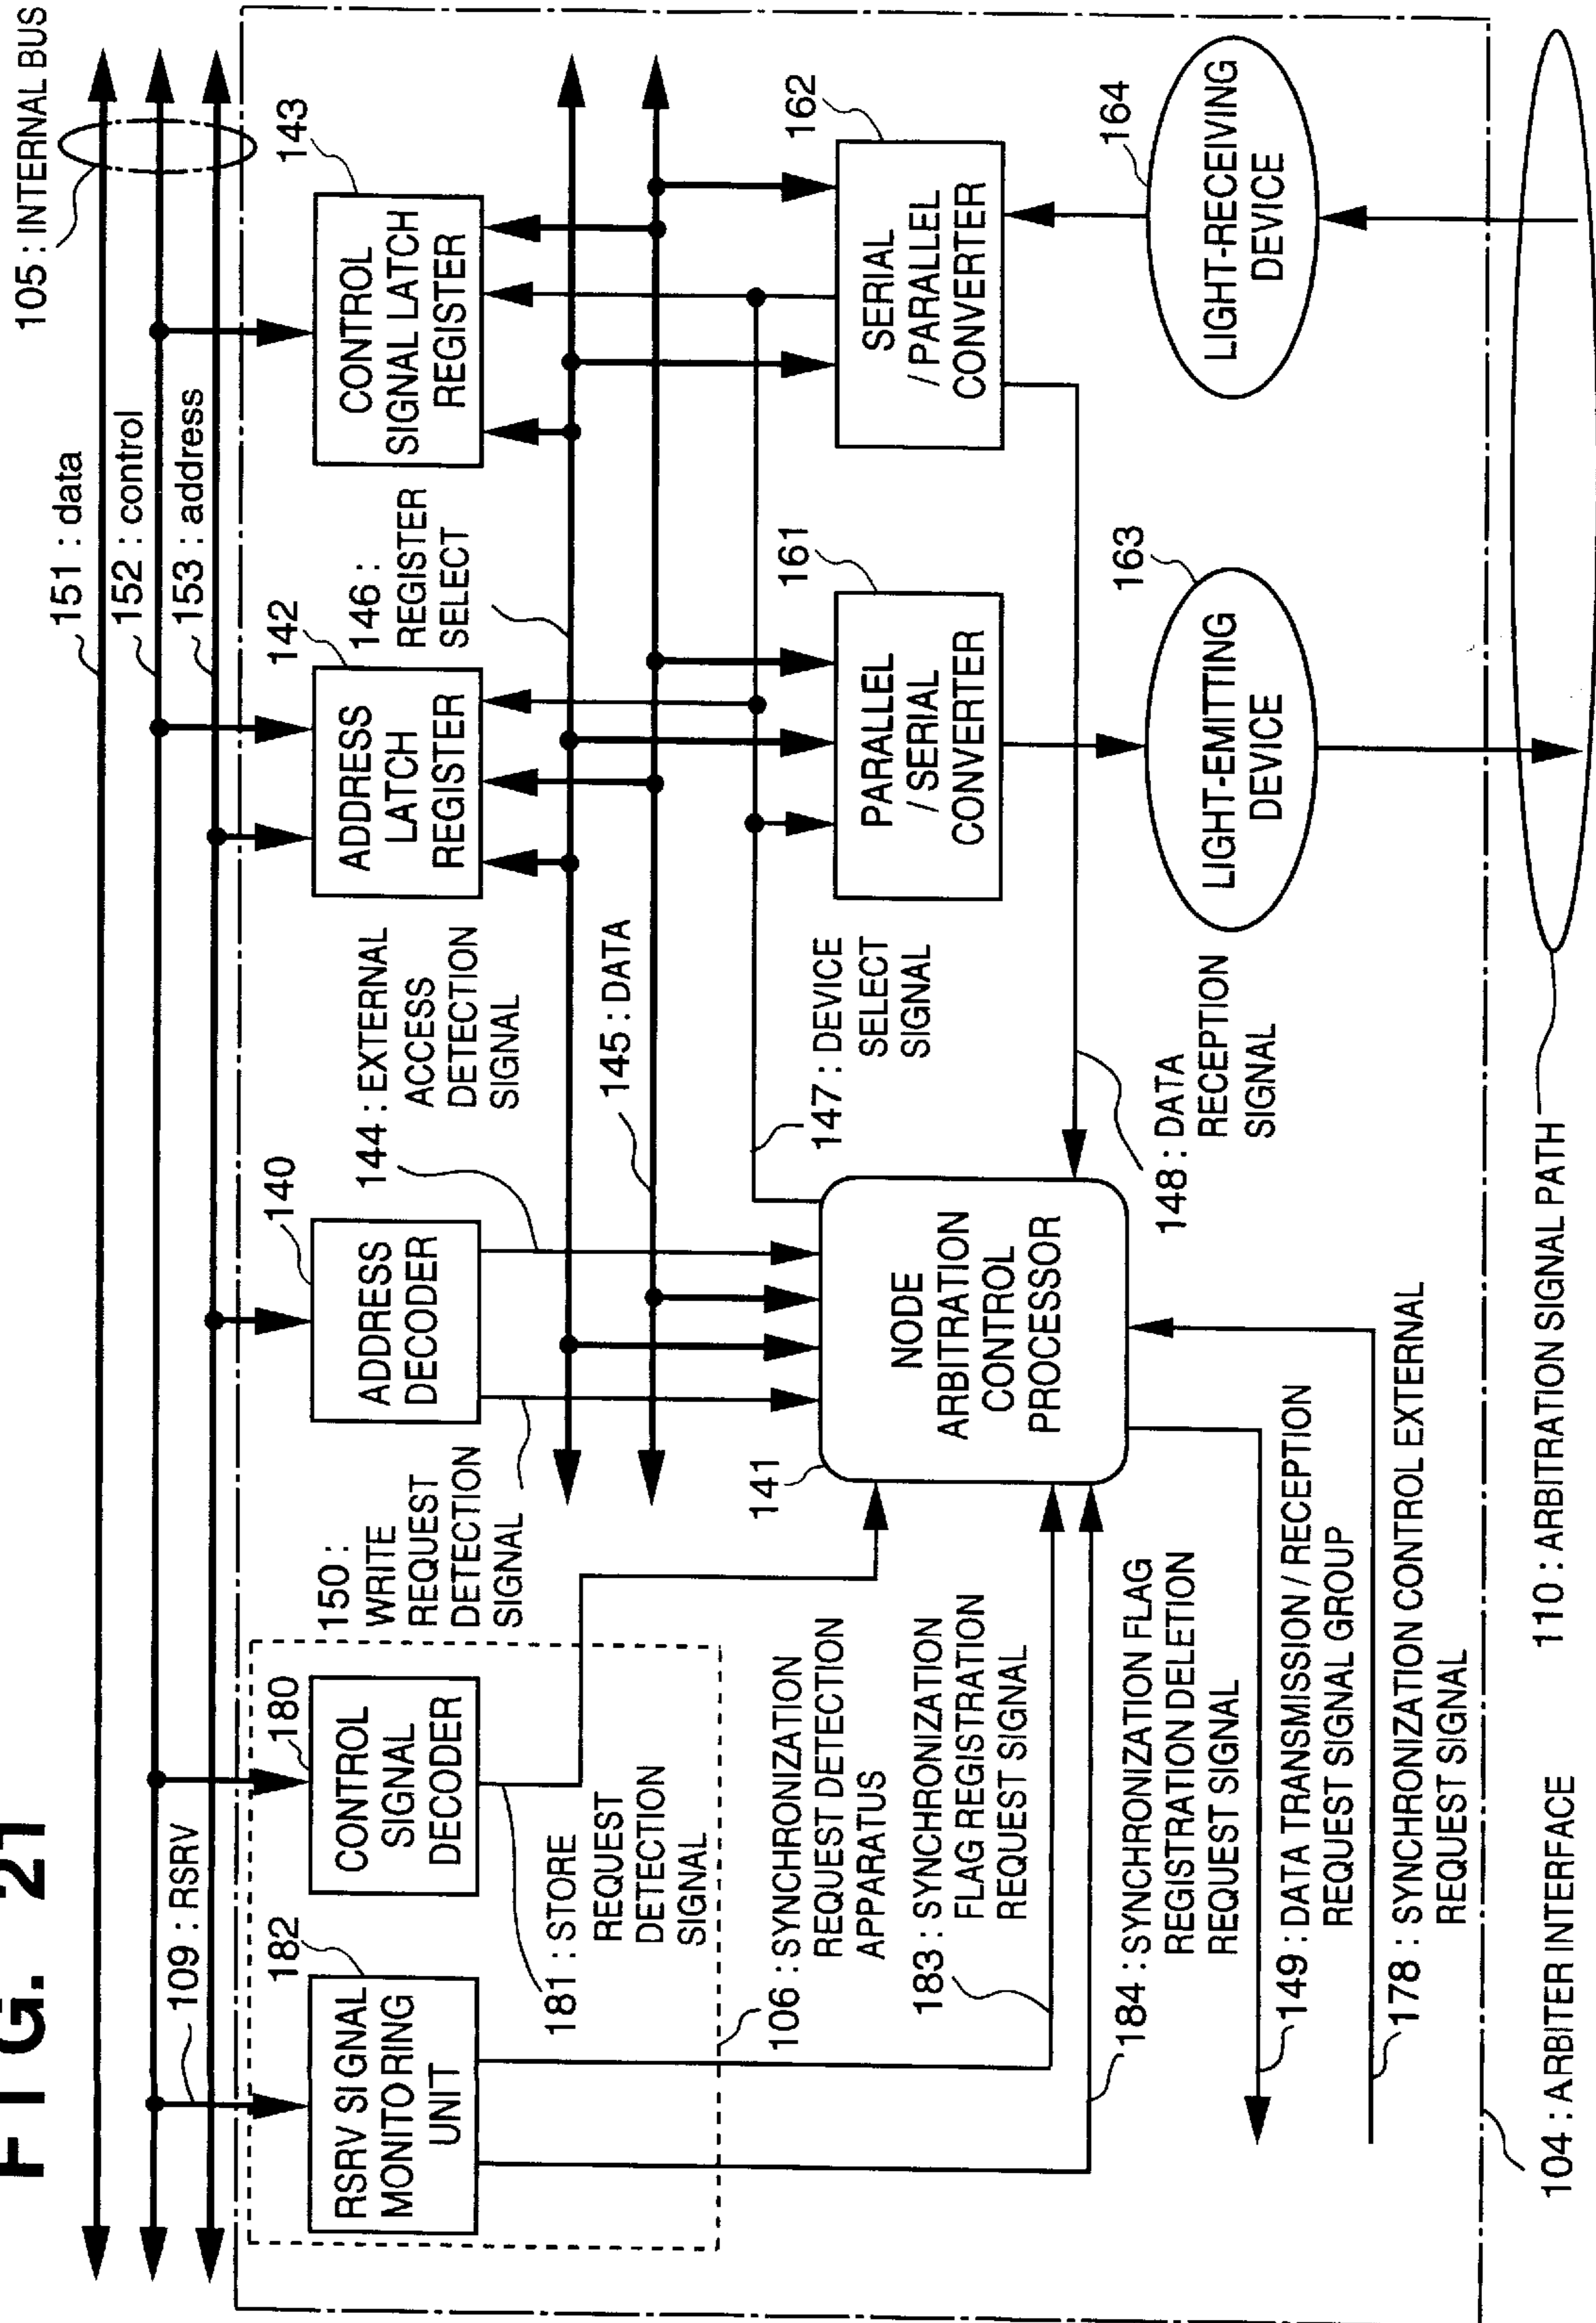 FIG. 21
105 : INTERNAL BUS
151 : data
152 : control
153 : address
109 : RSRV
182
RSRV SIGNAL
MONITORING
UNIT
180
CONTROL
SIGNAL
DECODER
181 : STORE
REQUEST
DETECTION
SIGNAL
150 :
WRITE
REQUEST
DETECTION
SIGNAL
140
ADDRESS
DECODER
144 : EXTERNAL
ACCESS
DETECTION
SIGNAL
142
ADDRESS
LATCH
REGISTER
146 :
REGISTER
SELECT
143
CONTROL
SIGNAL LATCH
REGISTER
145 : DATA
106 : SYNCHRONIZATION
REQUEST DETECTION
APPARATUS
141
NODE
ARBITRATION
CONTROL
PROCESSOR
147 : DEVICE
SELECT
SIGNAL
161
PARALLEL
/ SERIAL
CONVERTER
162
SERIAL
/ PARALLEL
CONVERTER
183 : SYNCHRONIZATION
FLAG REGISTRATION
REQUEST SIGNAL
184 : SYNCHRONIZATION FLAG
REGISTRATION DELETION
REQUEST SIGNAL
148 : DATA
RECEPTION
SIGNAL
163
LIGHT-EMITTING
DEVICE
164
LIGHT-RECEIVING
DEVICE
149 : DATA TRANSMISSION / RECEPTION
REQUEST SIGNAL GROUP
178 : SYNCHRONIZATION CONTROL EXTERNAL
REQUEST SIGNAL
104 : ARBITER INTERFACE
110 : ARBITRATION SIGNAL PATH